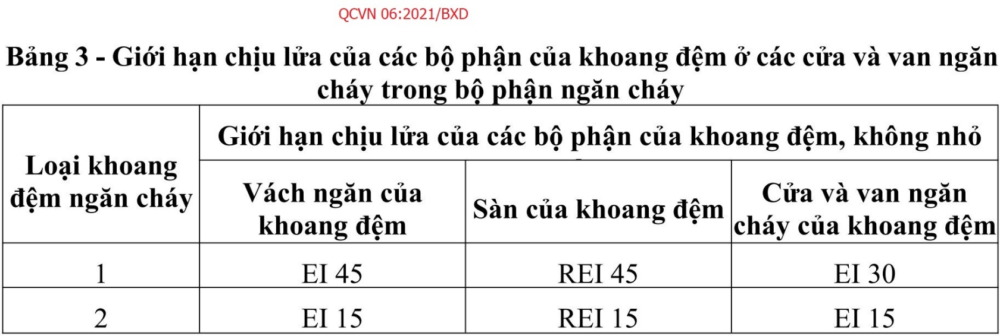 QCVN 06:2021/BXD
Bảng 3 - Giới hạn chịu lửa của các bộ phận của khoang đệm ở các cửa và van ngăn
cháy trong bộ phận ngăn cháy
Loại khoang
đệm ngăn cháy
Giới hạn chịu lửa của các bộ phận của khoang đệm, không nhỏ
Vách ngăn của
khoang đệm
Sàn của khoang đệm
Cửa và van ngăn
cháy của khoang đệm
1 EI 45 REI 45 EI 30
2 EI 15 REI 15 EI 15